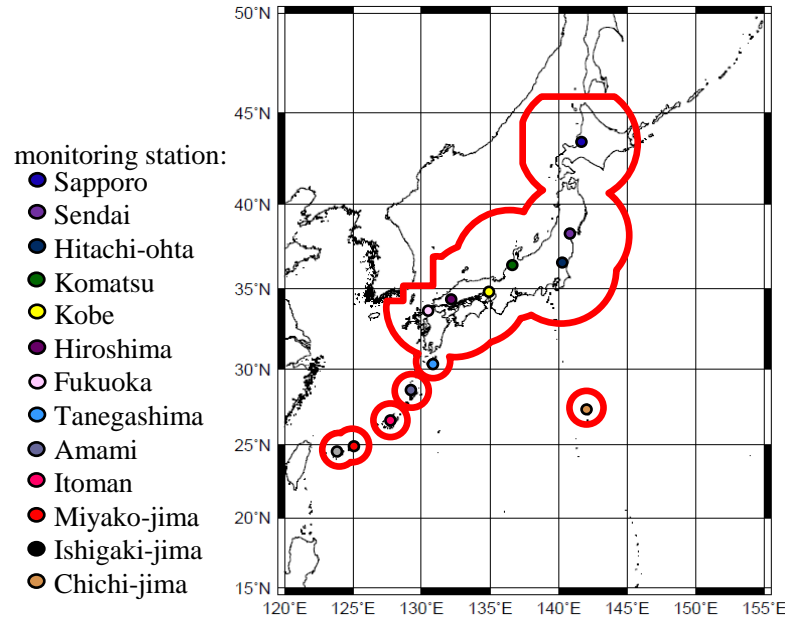 monitoring station:
Sapporo
Sendai
Hitachi-ohta
Komatsu
Kobe
Hiroshima
Fukuoka
Tanegashima
Amami
Itoman
Miyako-jima
Ishigaki-jima
Chichi-jima
50°N
45°N
40°N
35°N
30°N
25°N
20°N
15°N
120°E 125°E 130°E 135°E 140°E 145°E 150°E 155°E